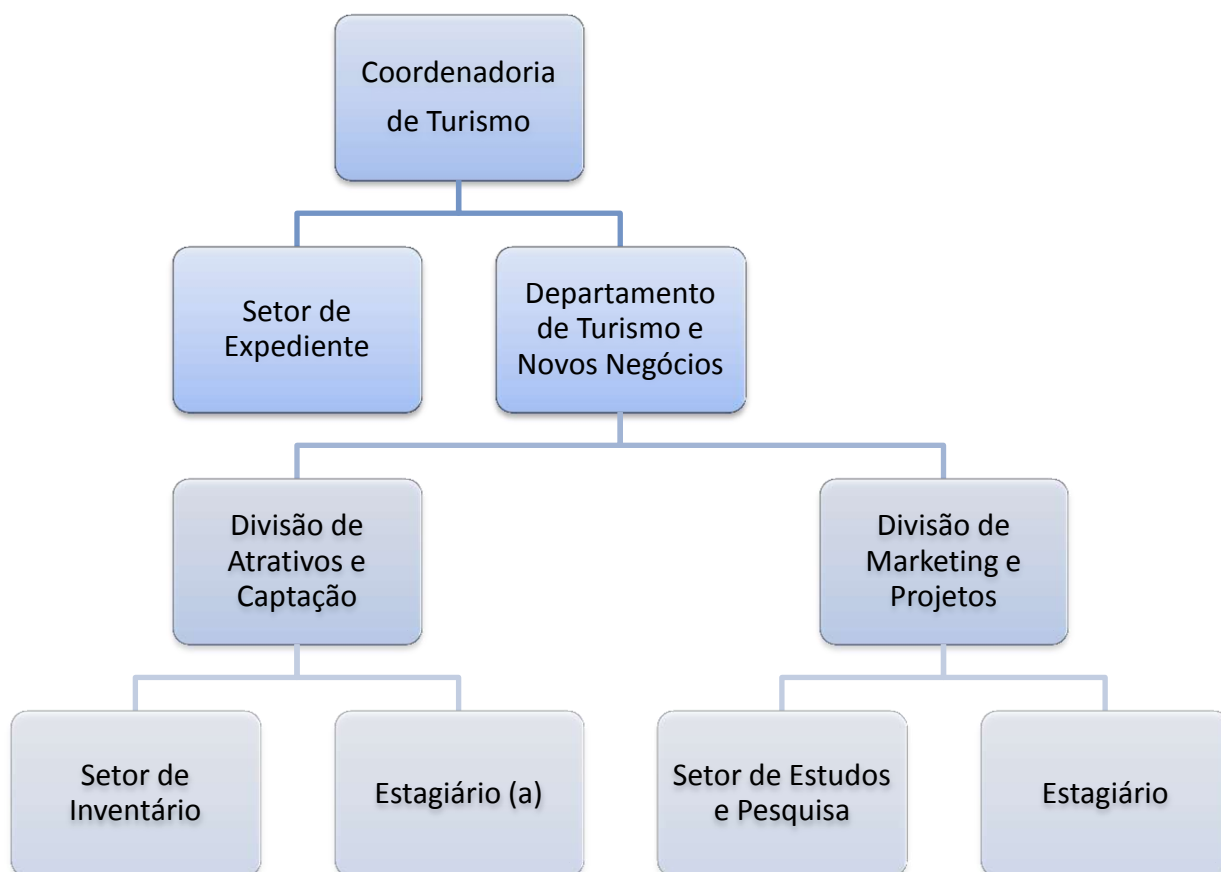 Coordenadoria
de Turismo
Setor de
Expediente
Departamento
de Turismo e
Novos Negócios
Divisão de
Atrativos e
Captação
Divisão de
Marketing e
Projetos
Setor de
Inventário
Estagiário (a)
Setor de Estudos
e Pesquisa
Estagiário